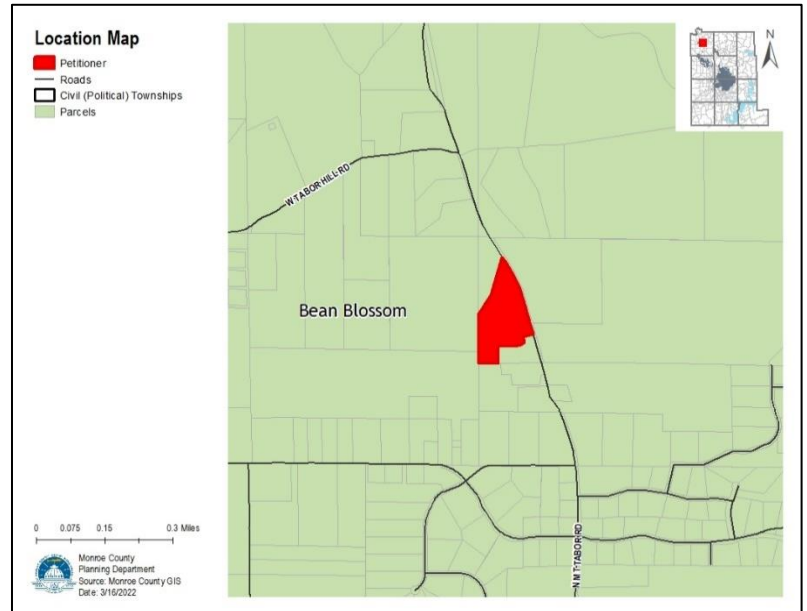 Location Map
Petitioner
Roads
Civil (Political) Townships
Parcels
N
W TABOR HILL RD
Bean Blossom
N MT TABOR RD
0 0.075 0.15 0.3 Miles
Monroe County
Planning Department
Source: Monroe County GIS
Date: 3/16/2022